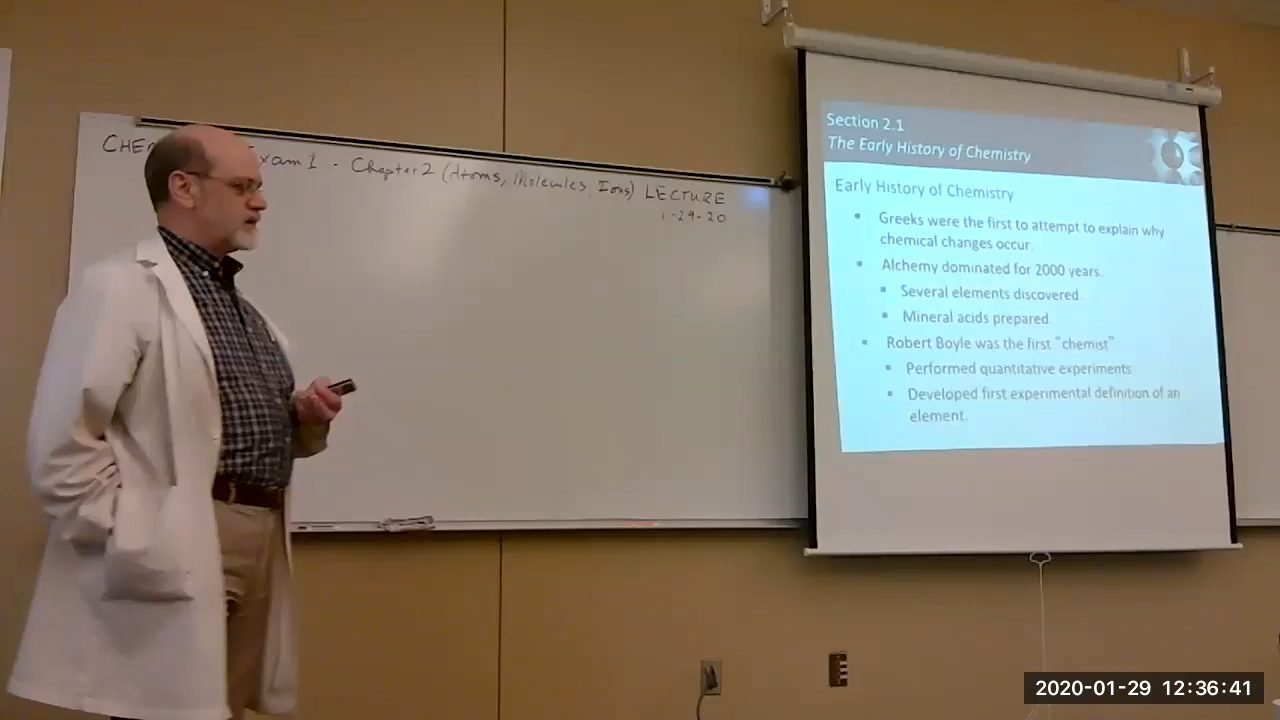 CHEM xam 1 - Chapter 2 (Atoms, Molecules, Ions) LECTURE
1-29-20
Section 2.1
The Early History of Chemistry
Early History of Chemistry
▪ Greeks were the first to attempt to explain why
chemical changes occur.
▪ Alchemy dominated for 2000 years.
▪ Several elements discovered.
▪ Mineral acids prepared.
▪ Robert Boyle was the first "chemist"
▪ Performed quantitative experiments
▪ Developed first experimental definition of an
element.
2020-01-29 12:36:41